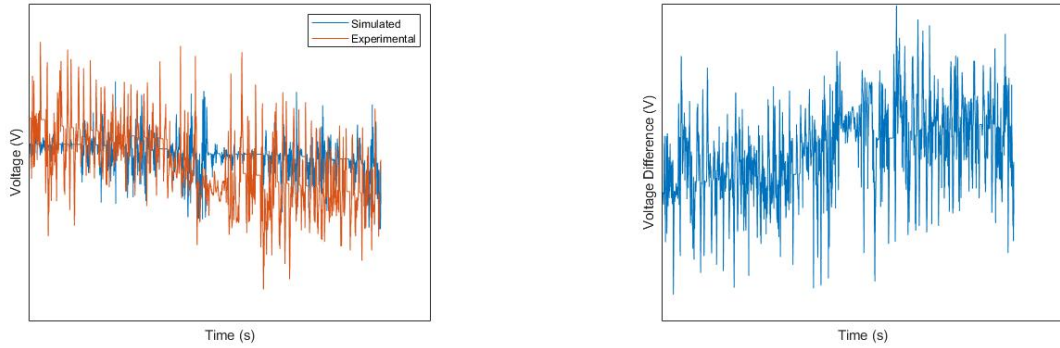 Simulated
Experimental
Voltage (V)
Time (s)
Voltage Difference (V)
Time (s)